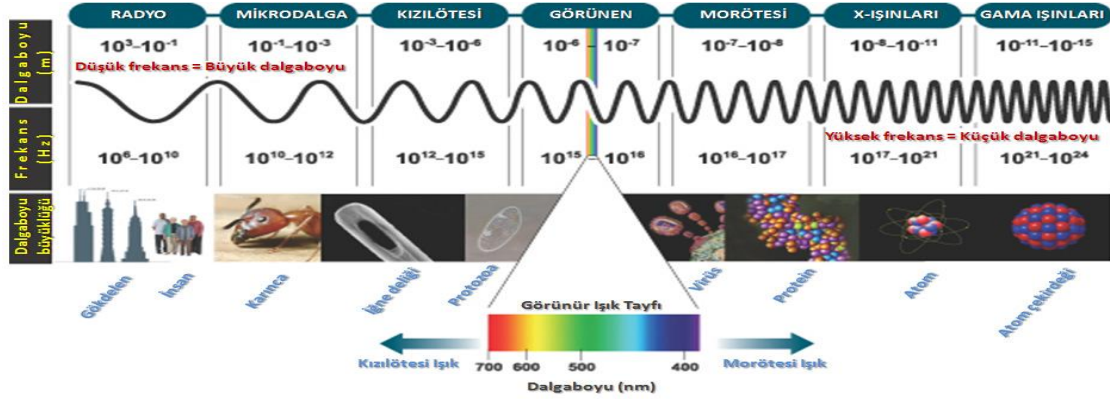 RADYO MİKRODALGA KIZILÖTESİ GÖRÜNEN MORÖTESİ X-IŞINLARI GAMA IŞINLARI
Dalgaboyu (m)
10³–10⁻¹ 10⁻¹–10⁻³ 10⁻³–10⁻⁶ 10⁻⁶ – 10⁻⁷ 10⁻⁷–10⁻⁸ 10⁻⁸–10⁻¹¹ 10⁻¹¹–10⁻¹⁵
Düşük frekans = Büyük dalgaboyu
Yüksek frekans = Küçük dalgaboyu
Frekans (Hz)
10⁶–10¹⁰ 10¹⁰–10¹² 10¹²–10¹⁵ 10¹⁵ 10¹⁶ 10¹⁶–10¹⁷ 10¹⁷–10²¹ 10²¹–10²⁴
Dalgaboyu
büyüklüğü
Gökdelen İnsan Karınca İğne deliği Protozoa Virüs Protein Atom Atom çekirdeği
Görünür Işık Tayfı
Kızılötesi Işık Morötesi Işık
700 600 500 400
Dalgaboyu (nm)